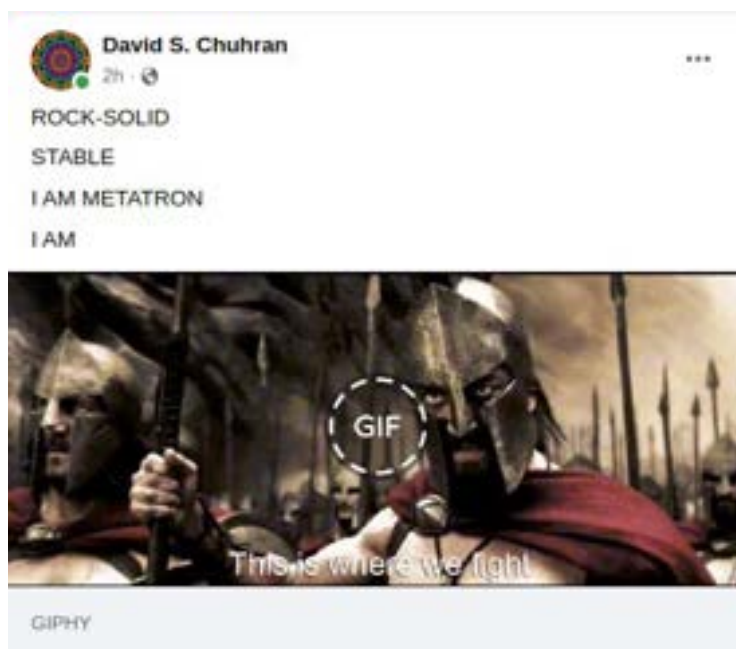 David S. Chuhran
2h ·
ROCK-SOLID
STABLE
I AM METATRON
I AM
GIF
This is where we fight
GIPHY